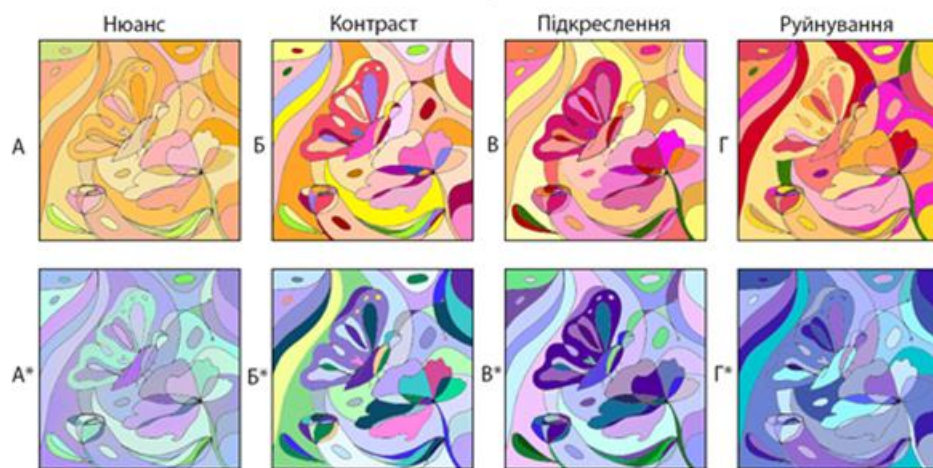 Нюанс Контраст Підкреслення Руйнування
А Б В Г
А* Б* В* Г*